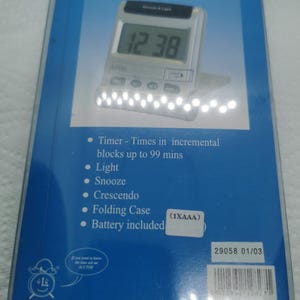 12 38
• Timer - Times in incremental
blocks up to 99 mins
• Light
• Snooze
• Crescendo
• Folding Case
• Battery included
(1XAAA)
29058 01/03